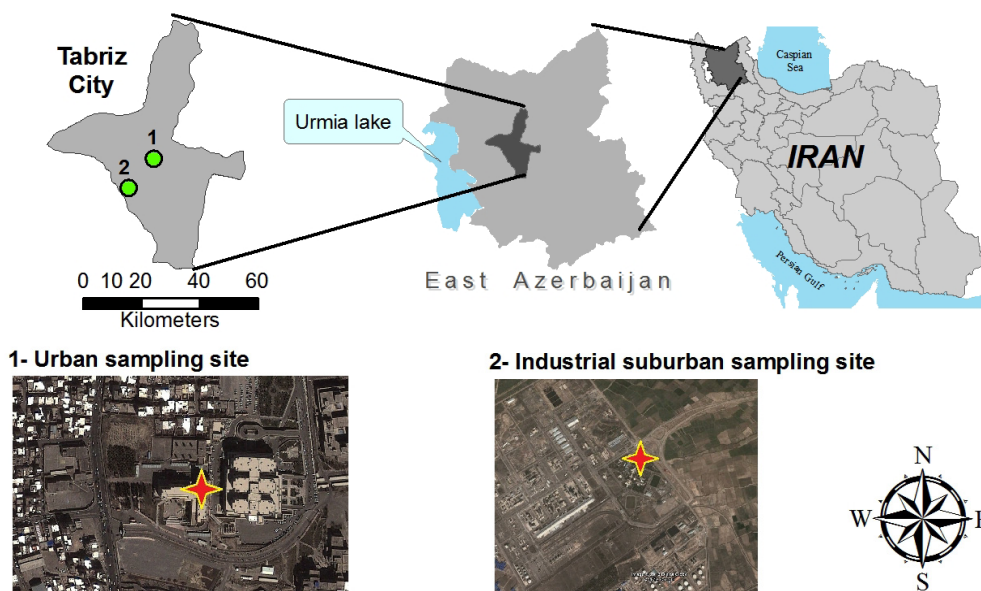 Tabriz
City
1
2
0 10 20 40 60
Kilometers
Urmia lake
East Azerbaijan
Caspian
Sea
IRAN
Persian Gulf
1- Urban sampling site
2- Industrial suburban sampling site
N
W
E
S